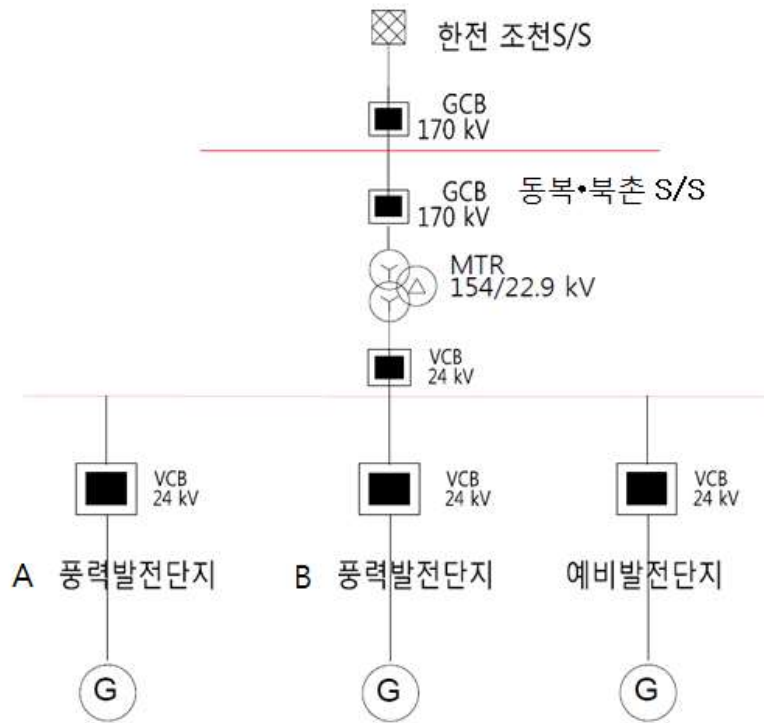 한전 조천S/S
GCB
170 kV
GCB
170 kV
동복•북촌 S/S
MTR
154/22.9 kV
VCB
24 kV
VCB
24 kV
VCB
24 kV
VCB
24 kV
A 풍력발전단지
B 풍력발전단지
예비발전단지
G
G
G